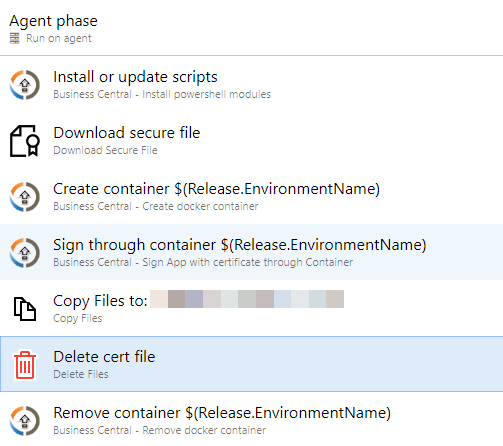 Agent phase
Run on agent
Install or update scripts
Business Central - Install powershell modules
Download secure file
Download Secure File
Create container $(Release.EnvironmentName)
Business Central - Create docker container
Sign through container $(Release.EnvironmentName)
Business Central - Sign App with certificate through Container
Copy Files to:
Copy Files
Delete cert file
Delete Files
Remove container $(Release.EnvironmentName)
Business Central - Remove docker container